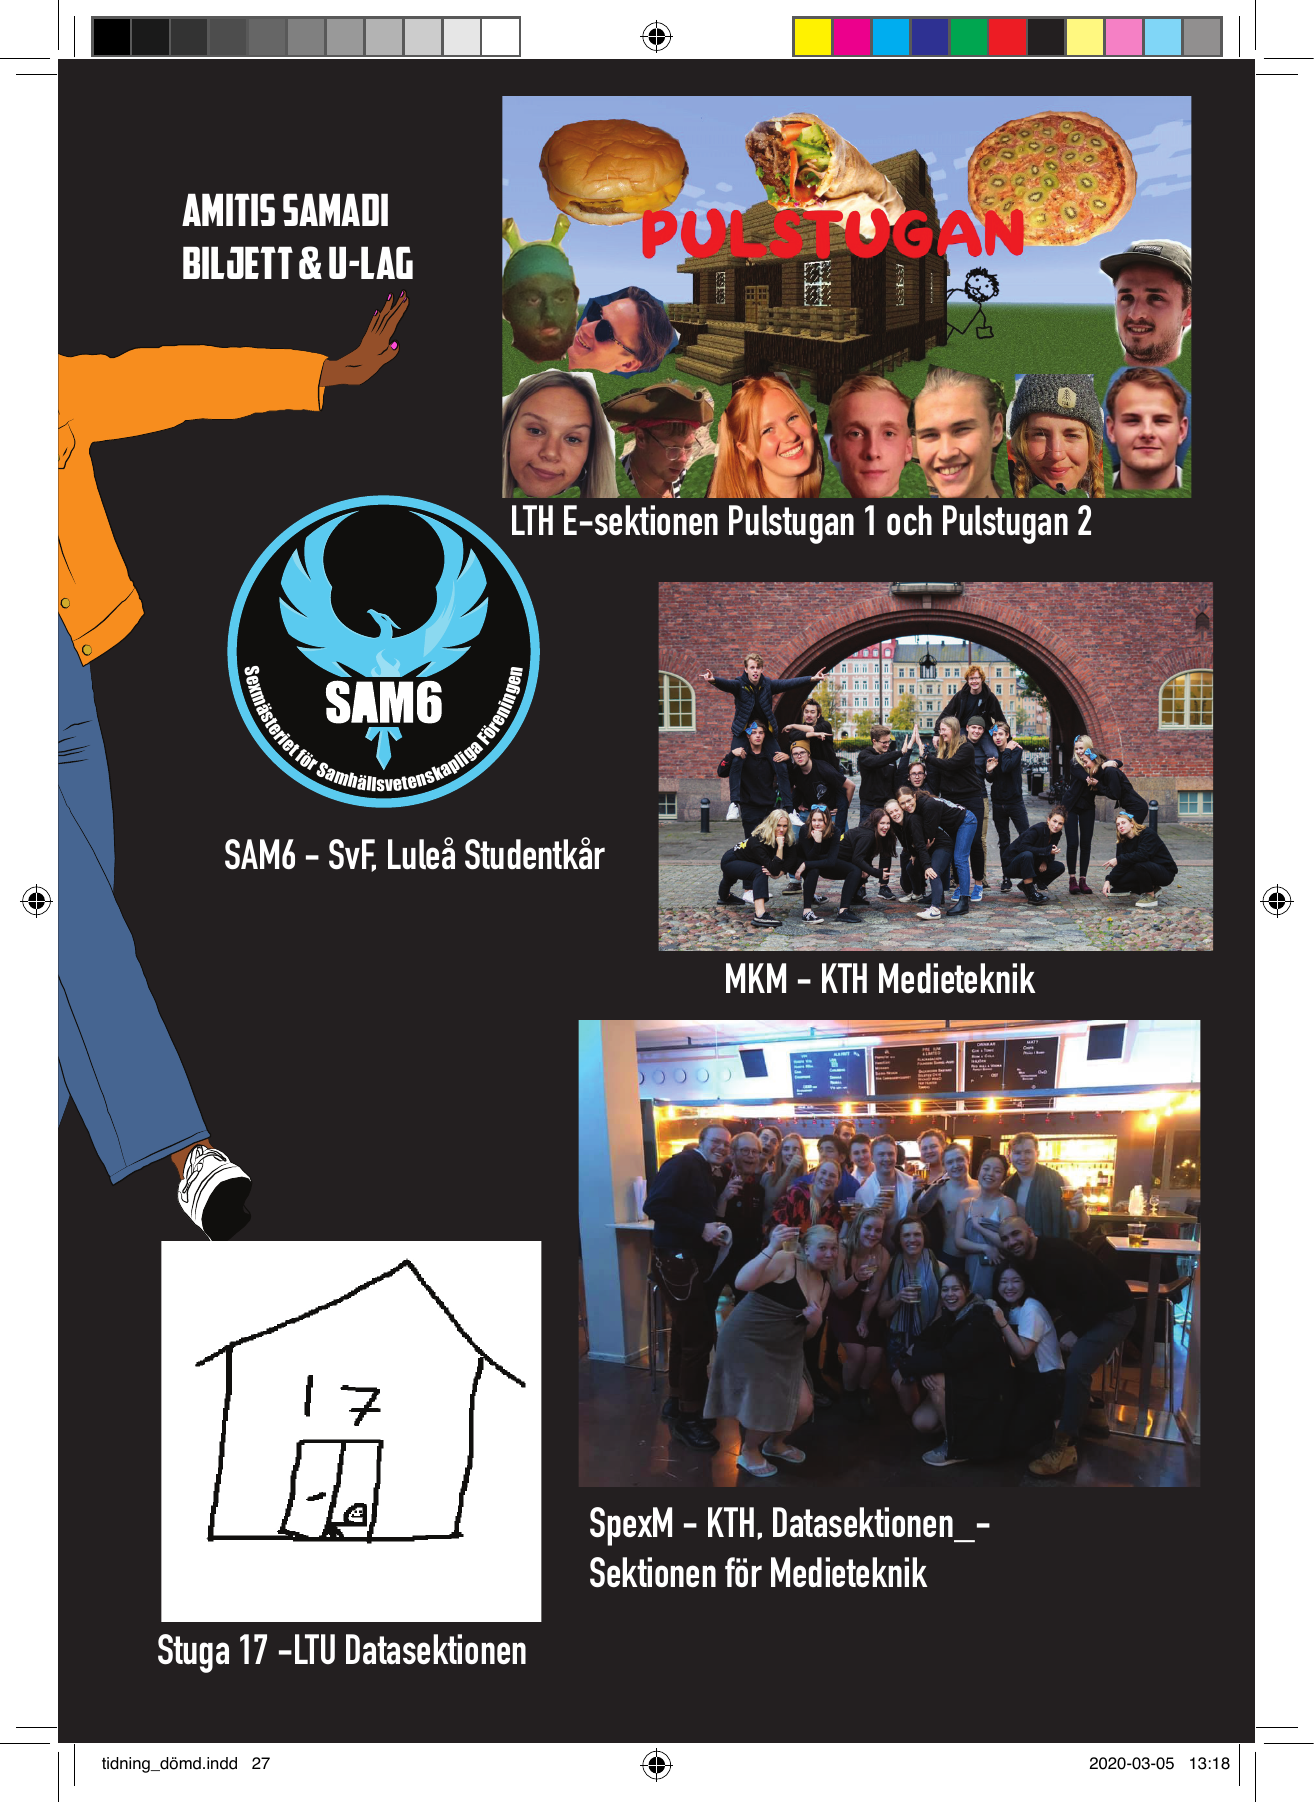 AMITIS SAMADI
BILJETT & U-LAG
PULSTUGAN
LTH E-sektionen Pulstugan 1 och Pulstugan 2
SAM6
Sexmästeriet för Samhällsvetenskapliga Föreningen
SAM6 - SvF, Luleå Studentkår
MKM - KTH Medieteknik
17
SpexM - KTH, Datasektionen_-
Sektionen för Medieteknik
Stuga 17 -LTU Datasektionen
tidning_dömd.indd 27
2020-03-05 13:18